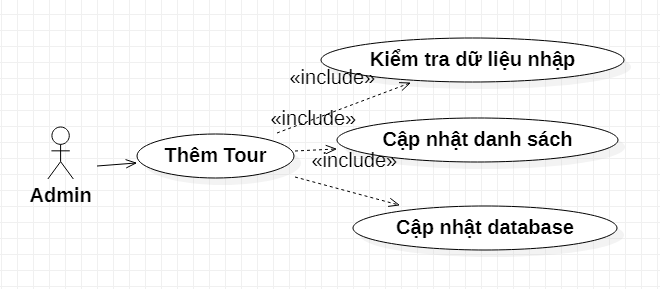 Kiểm tra dữ liệu nhập
«include»
«include»
Cập nhật danh sách
Thêm Tour
«include»
Admin
Cập nhật database